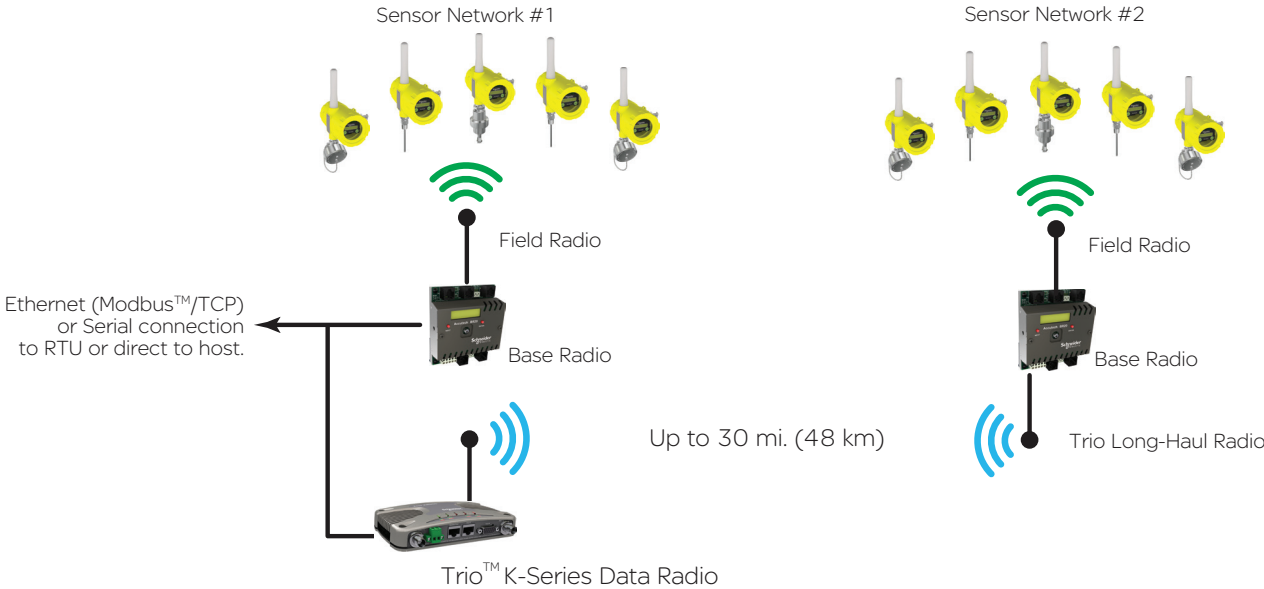 Sensor Network #1
Sensor Network #2
Field Radio
Field Radio
Ethernet (Modbus™/TCP)
or Serial connection
to RTU or direct to host.
Base Radio
Base Radio
Schneider
Schneider
Up to 30 mi. (48 km)
Trio Long-Haul Radio
Trio™ K-Series Data Radio